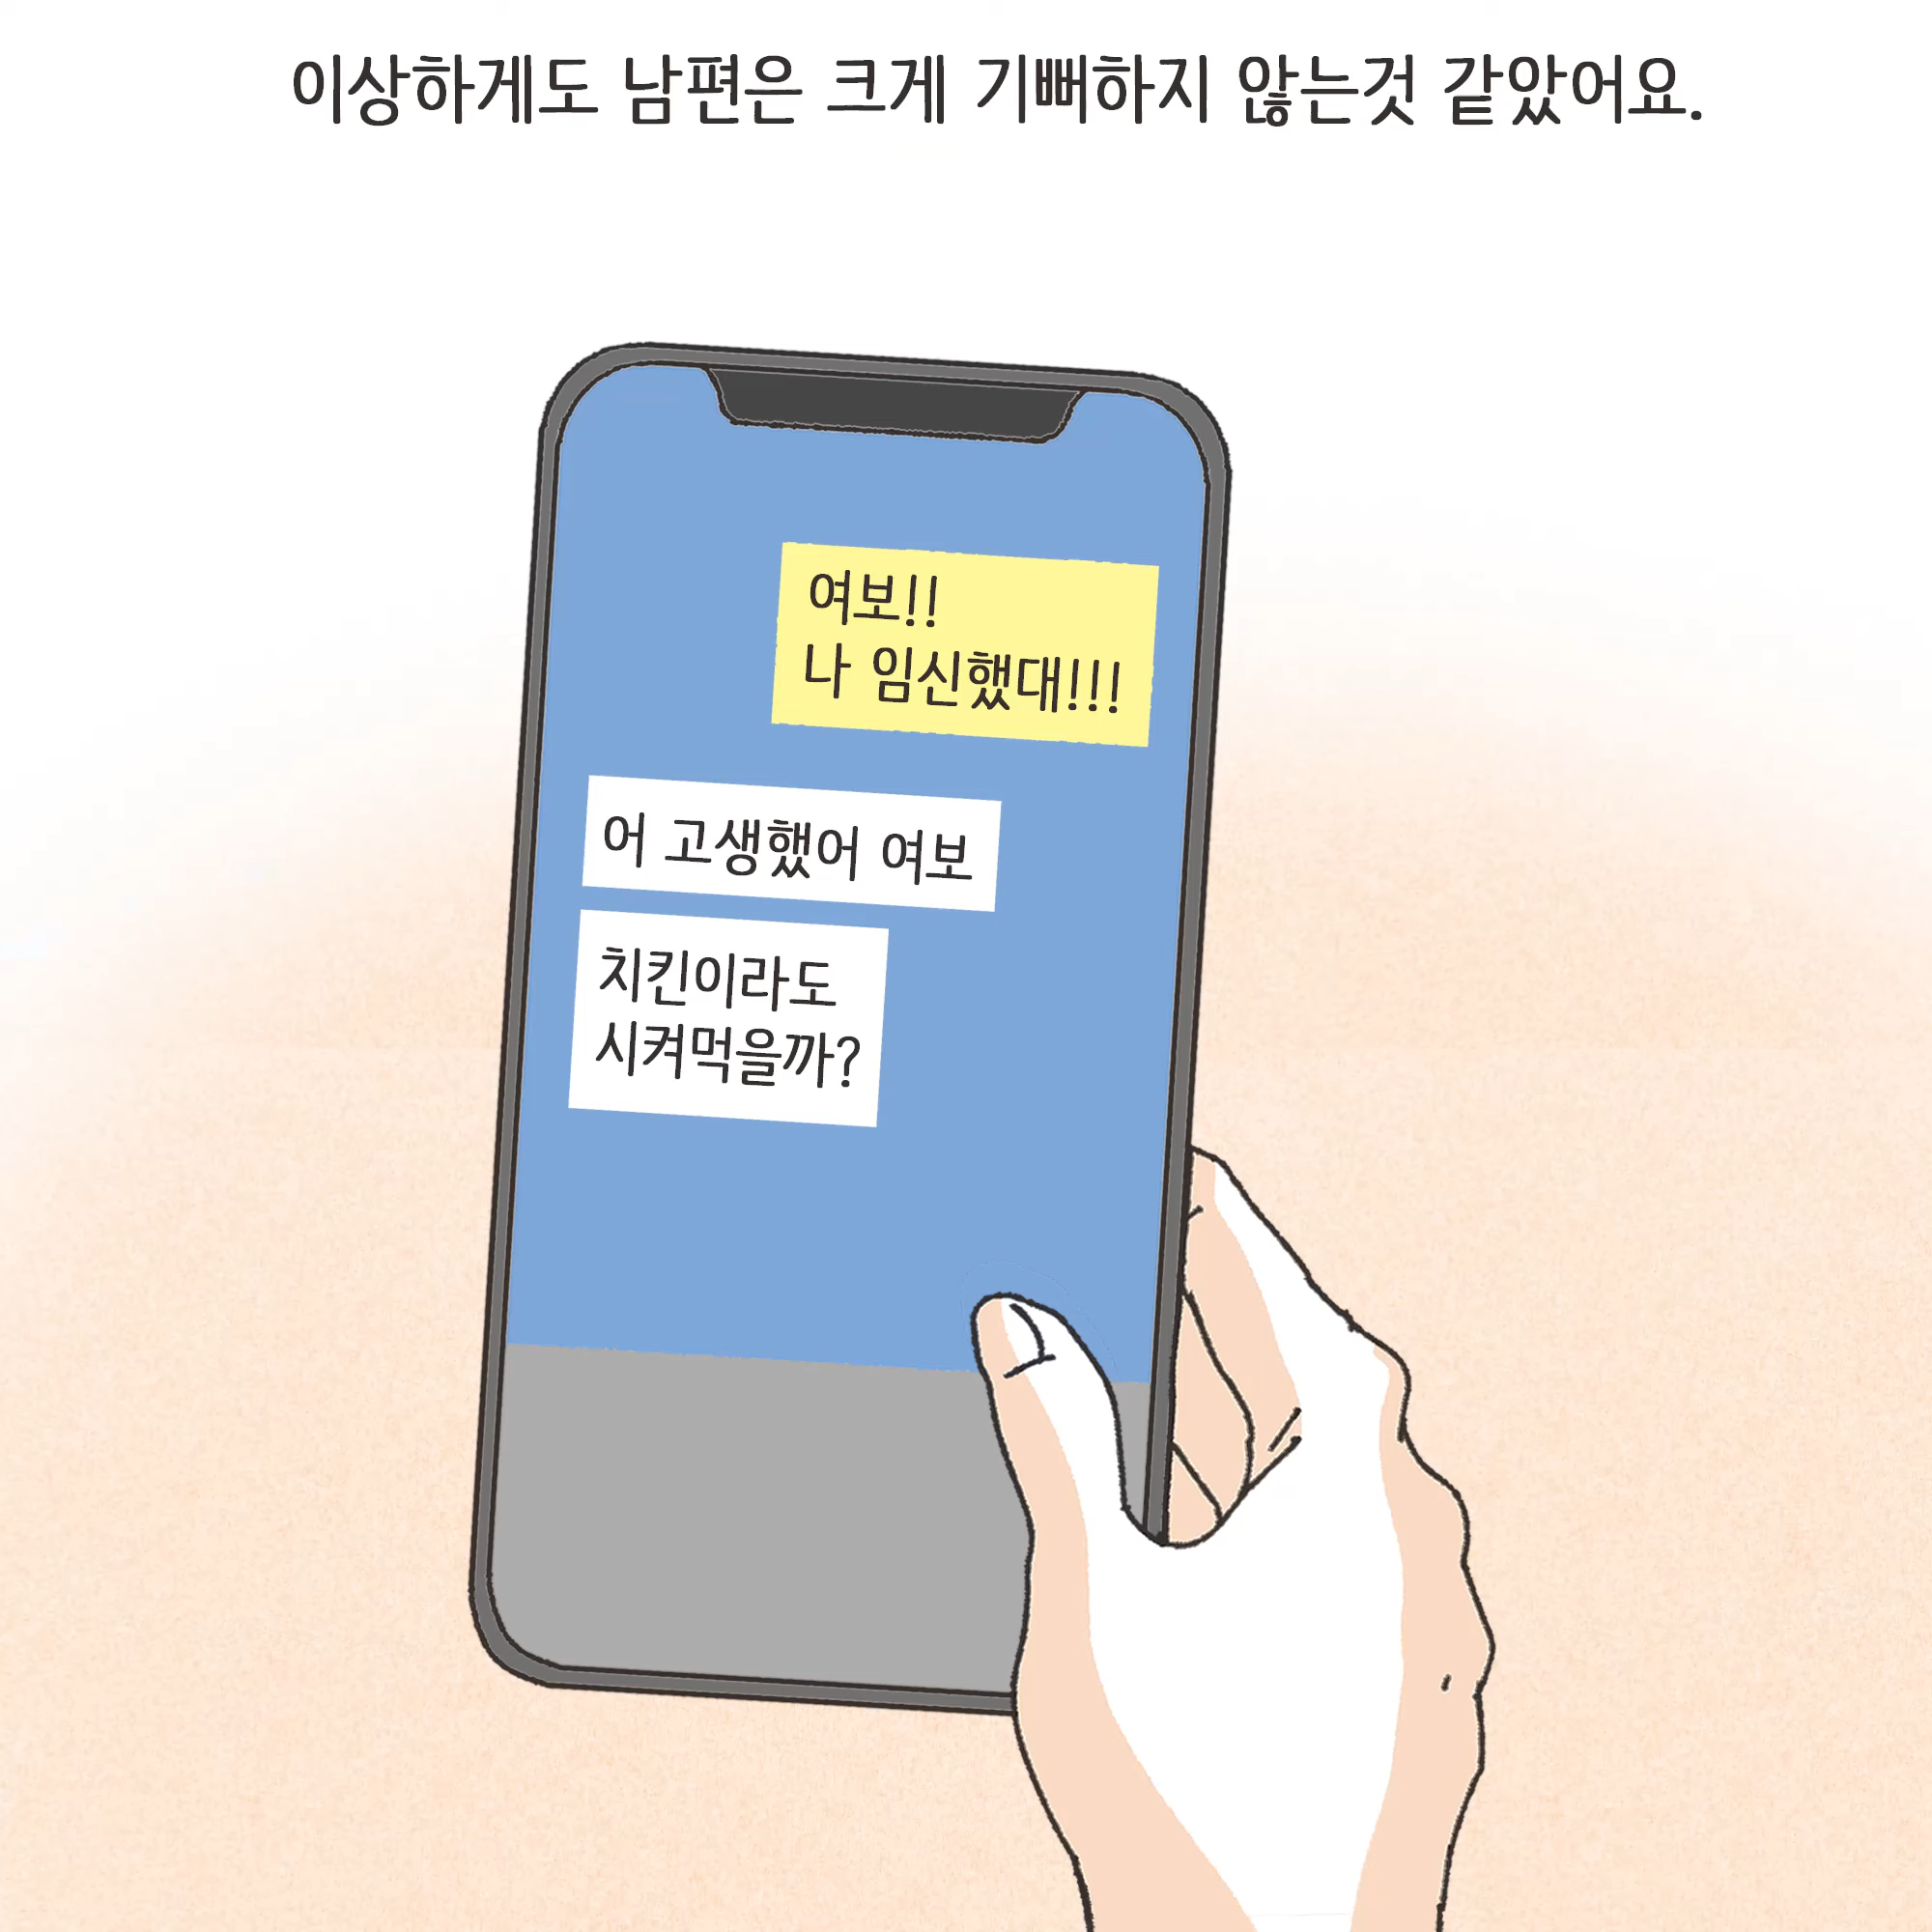 이상하게도 남편은 크게 기뻐하지 않는것 같았어요.
여보!!
나 임신했대!!!
어 고생했어 여보
치킨이라도
시켜먹을까?